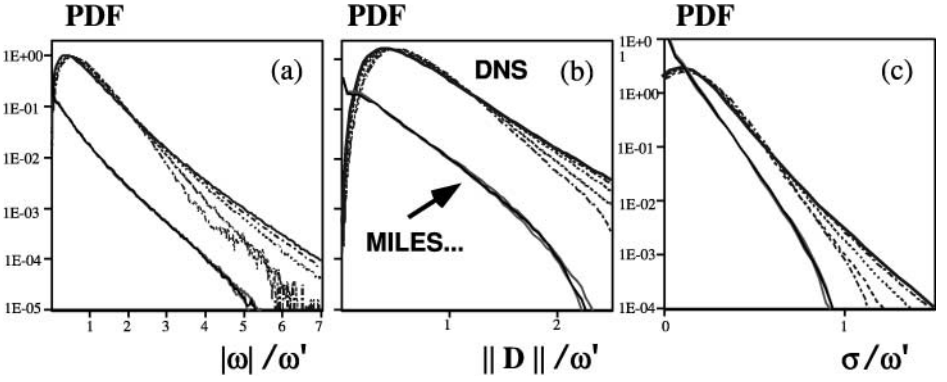 PDF
PDF
PDF
(a)
DNS
(b)
(c)
MILES...
1E+00
1E-01
1E-02
1E-03
1E-04
1E-05
1
2
3
4
5
6
7
|ω| /ω'
1
2
|| D || /ω'
1E+0
1
1E+00
1E-01
1E-02
1E-03
1E-04
0
1
σ/ω'